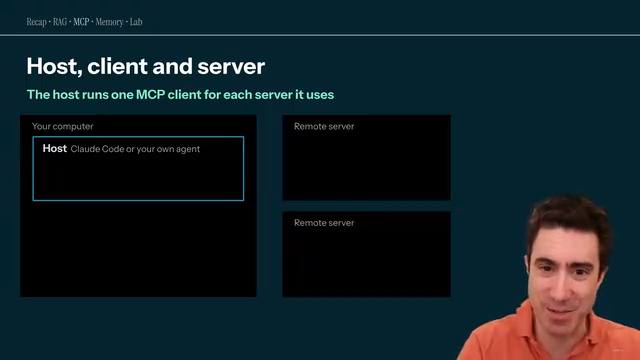 Recap • RAG • MCP • Memory • Lab
Host, client and server
The host runs one MCP client for each server it uses
Your computer
Host Claude Code or your own agent
Remote server
Remote server